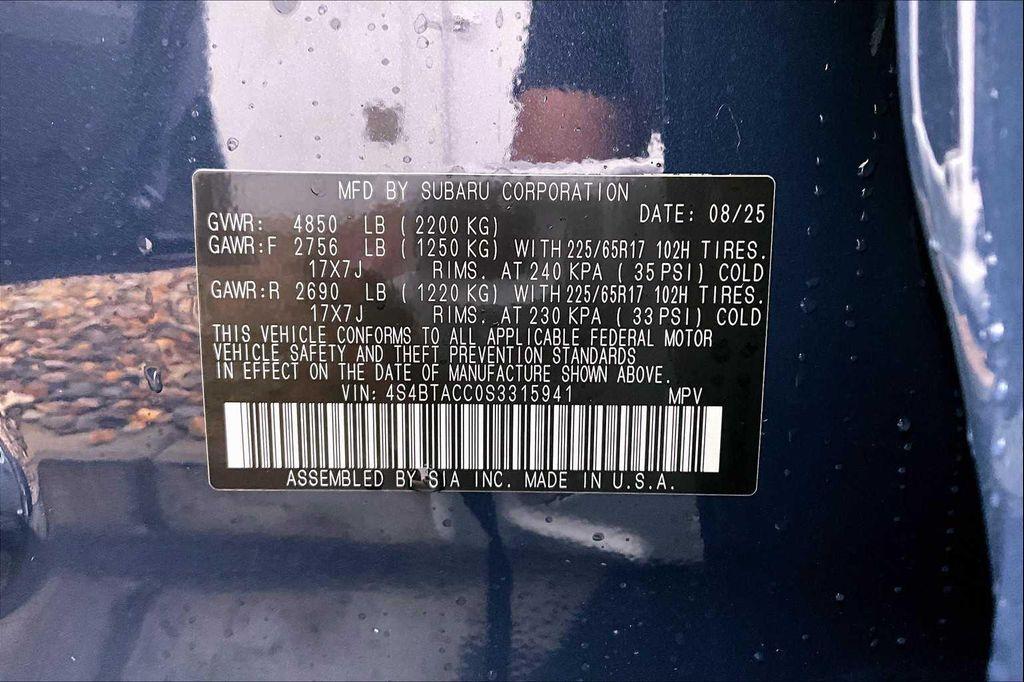 MFD BY SUBARU CORPORATION
DATE: 08/25
GVWR: 4850 LB (2200 KG)
GAWR:F 2756 LB (1250 KG) WITH 225/65R17 102H TIRES.
17X7J RIMS. AT 240 KPA (35 PSI) COLD
GAWR:R 2690 LB (1220 KG) WITH 225/65R17 102H TIRES.
17X7J RIMS. AT 230 KPA (33 PSI) COLD
THIS VEHICLE CONFORMS TO ALL APPLICABLE FEDERAL MOTOR
VEHICLE SAFETY AND THEFT PREVENTION STANDARDS
IN EFFECT ON THE DATE OF MANUFACTURE SHOWN ABOVE.
VIN: 4S4BTACC0S3315941 MPV
ASSEMBLED BY SIA INC. MADE IN U.S.A.